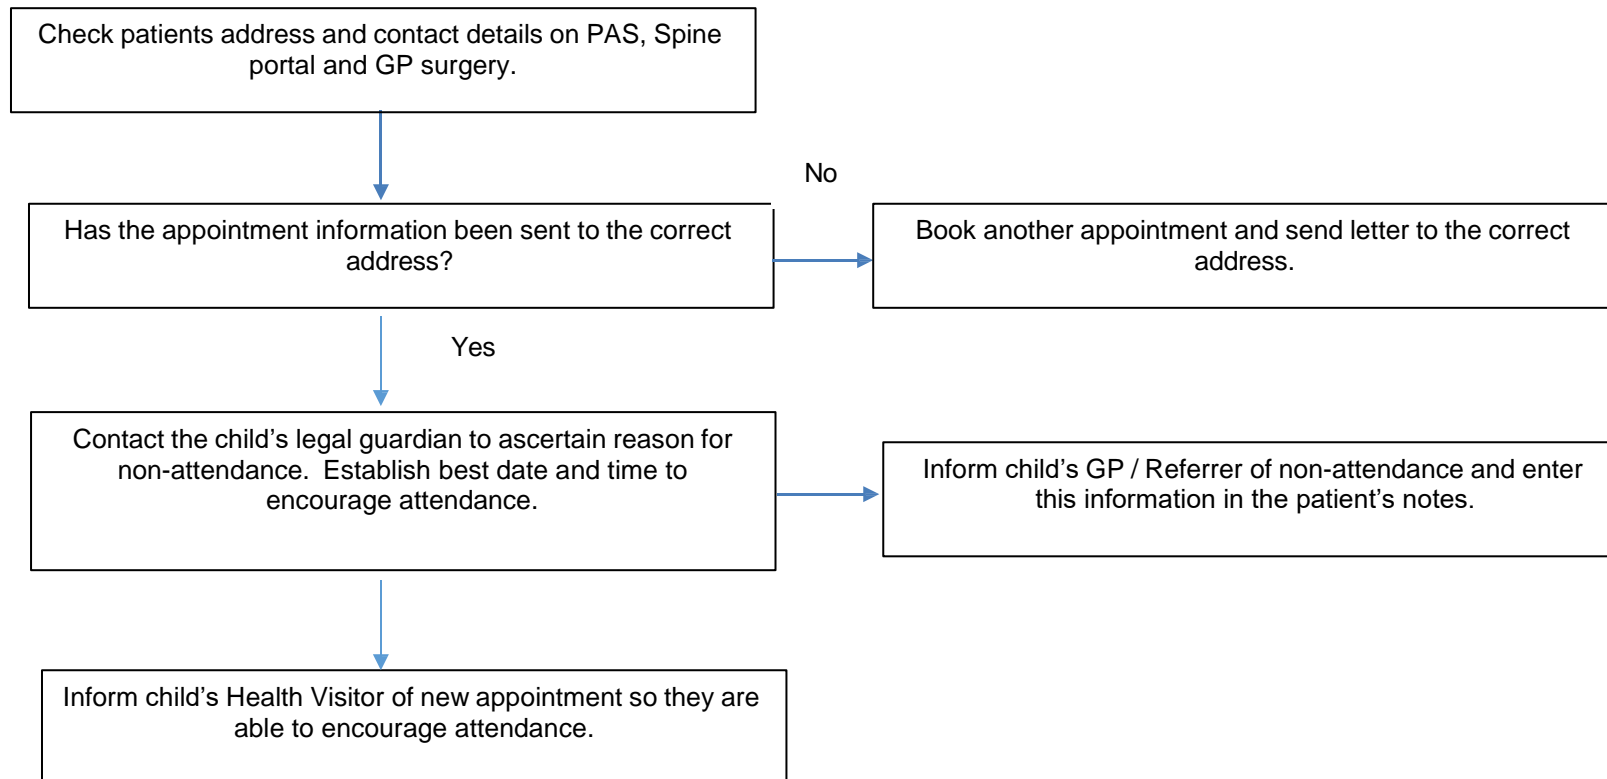 Check patients address and contact details on PAS, Spine
portal and GP surgery.
No
Has the appointment information been sent to the correct
address?
Book another appointment and send letter to the correct
address.
Yes
Contact the child’s legal guardian to ascertain reason for
non-attendance.  Establish best date and time to
encourage attendance.
Inform child’s GP / Referrer of non-attendance and enter
this information in the patient’s notes.
Inform child’s Health Visitor of new appointment so they are
able to encourage attendance.